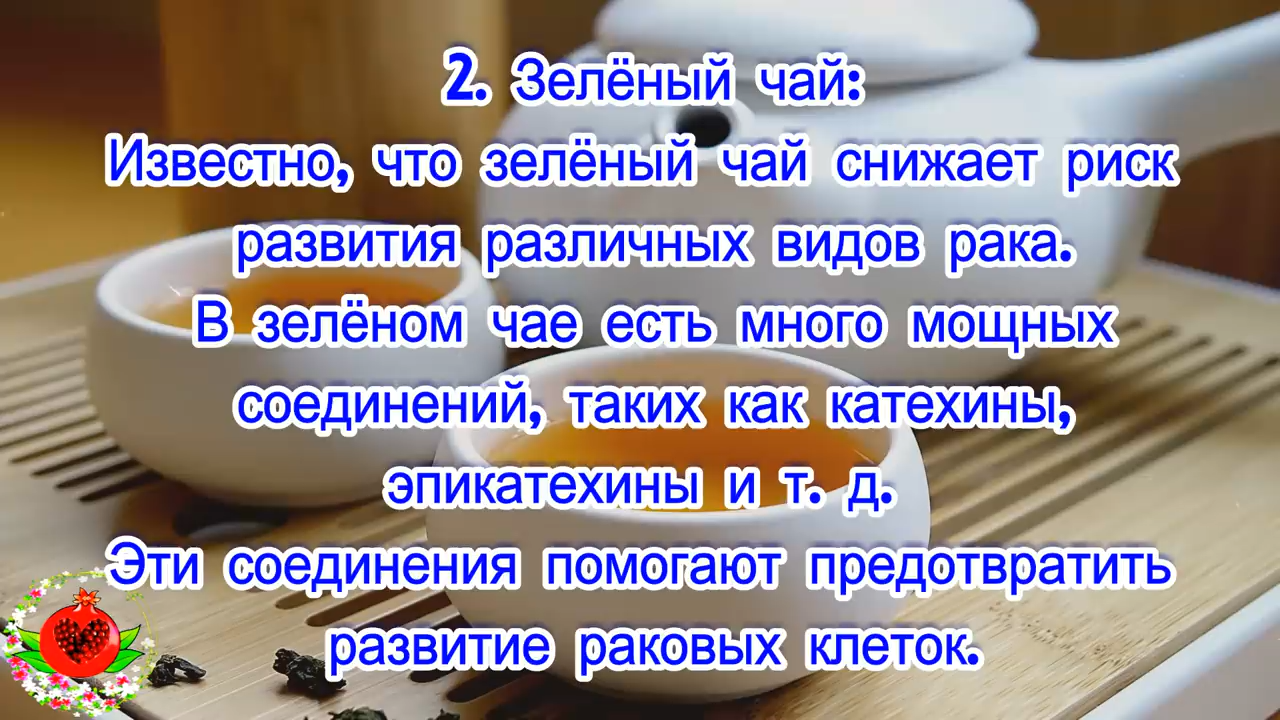 2. Зелёный чай:
Известно, что зелёный чай снижает риск
развития различных видов рака.
В зелёном чае есть много мощных
соединений, таких как катехины,
эпикатехины и т. д.
Эти соединения помогают предотвратить
развитие раковых клеток.